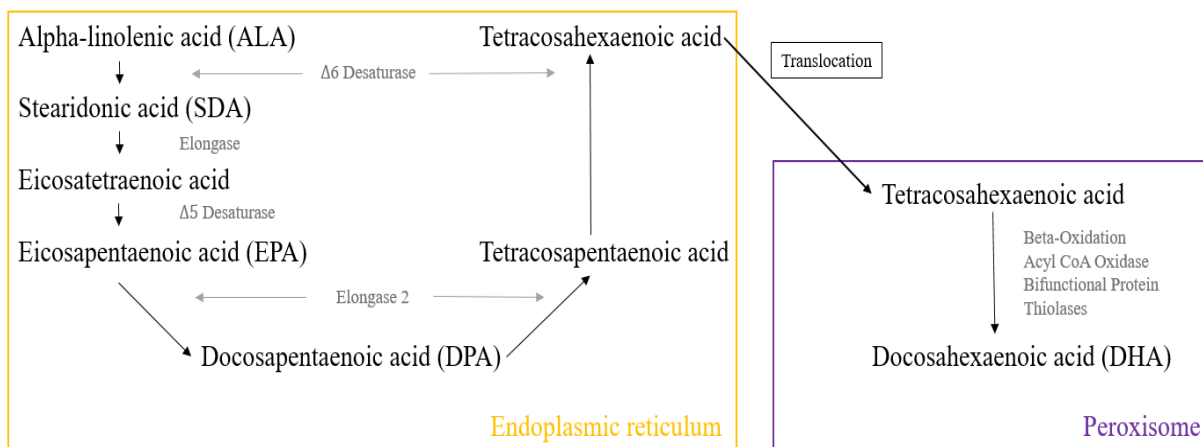 Alpha-linolenic acid (ALA)
Δ6 Desaturase
Stearidonic acid (SDA)
Elongase
Eicosatetraenoic acid
Δ5 Desaturase
Eicosapentaenoic acid (EPA)
Elongase 2
Docosapentaenoic acid (DPA)
Tetracosapentaenoic acid
Tetracosahexaenoic acid
Endoplasmic reticulum
Translocation
Tetracosahexaenoic acid
Beta-Oxidation
Acyl CoA Oxidase
Bifunctional Protein
Thiolases
Docosahexaenoic acid (DHA)
Peroxisome